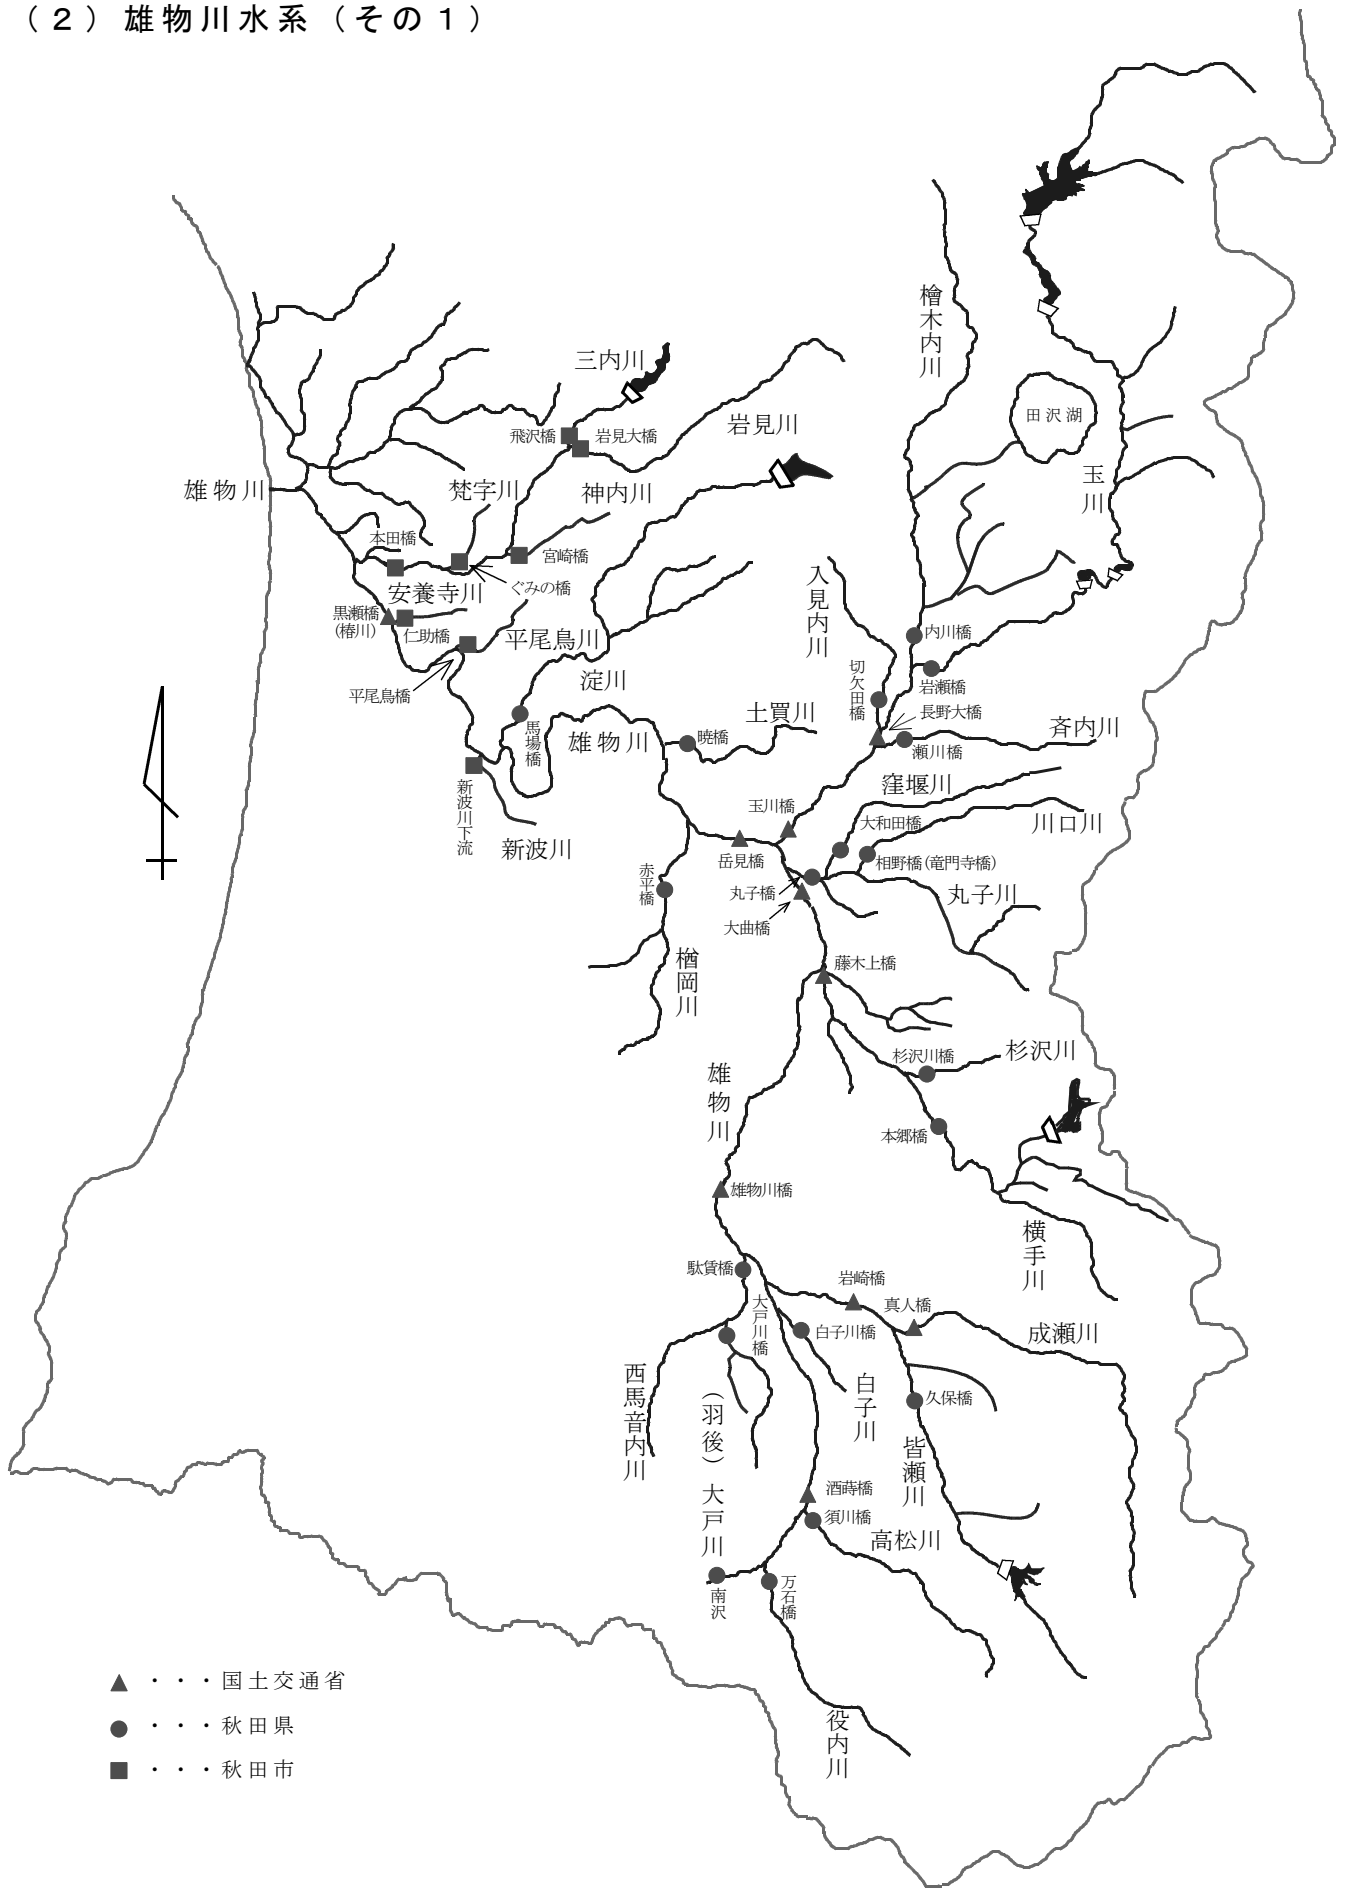 （２）雄物川水系（その１）
檜木内川
三内川
飛沢橋
岩見大橋
岩見川
田沢湖
玉川
雄物川
梵字川
神内川
本田橋
宮崎橋
ぐみの橋
安養寺川
入見内川
黒瀬橋
（椿川）
仁助橋
平尾鳥川
内川橋
淀川
切欠田橋
岩瀬橋
平尾鳥橋
長野大橋
土買川
馬場橋
雄物川
暁橋
瀬川橋
斉内川
新波川下流
新波川
窪堰川
玉川橋
大和田橋
川口川
岳見橋
相野橋（竜門寺橋）
赤平橋
丸子橋
丸子川
大曲橋
楢岡川
藤木上橋
杉沢川橋
杉沢川
雄物川
本郷橋
雄物川橋
横手川
駄賃橋
岩崎橋
大戸川橋
真人橋
白子川橋
成瀬川
西馬音内川
白子川
久保橋
（羽後）大戸川
皆瀬川
酒蒔橋
須川橋
高松川
南沢
万石橋
役内川
▲・・・国土交通省
●・・・秋田県
■・・・秋田市